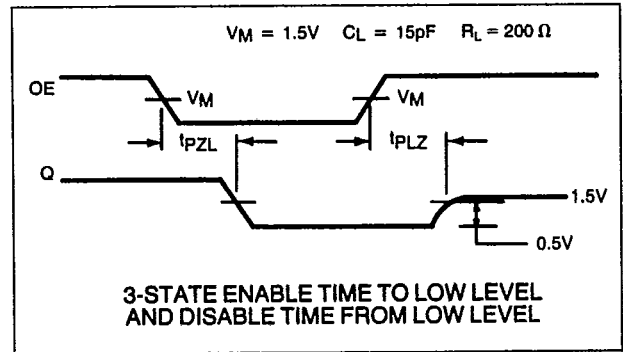 VM = 1.5V CL = 15pF RL = 200 Ω
OE
VM
VM
tPZL
tPLZ
Q
1.5V
0.5V
3-STATE ENABLE TIME TO LOW LEVEL
AND DISABLE TIME FROM LOW LEVEL